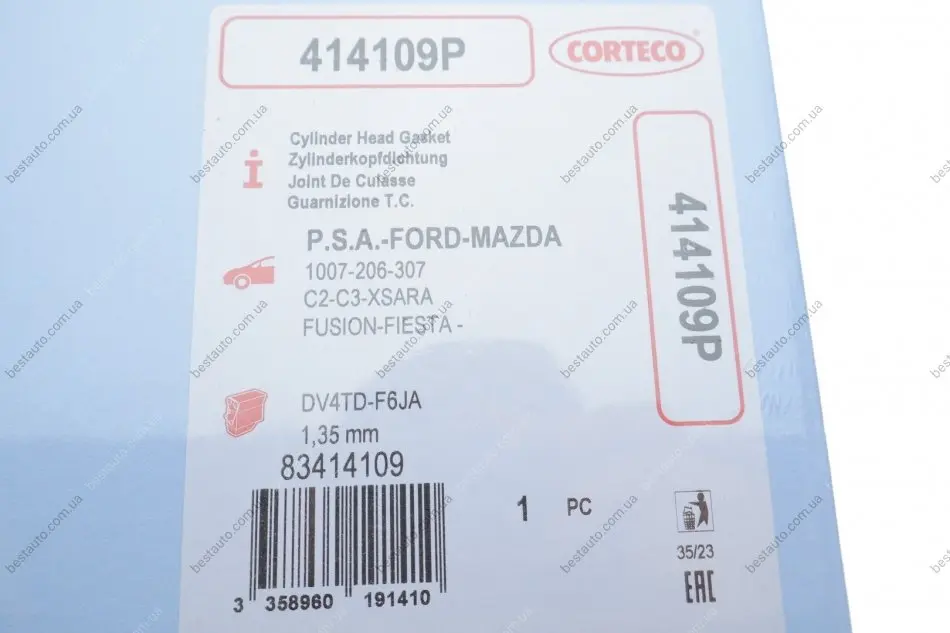 414109P
CORTECO
Cylinder Head Gasket
Zylinderkopfdichtung
Joint De Culasse
Guarnizione T.C.
414109P
P.S.A.-FORD-MAZDA
1007-206-307
C2-C3-XSARA
FUSION-FIESTA -
DV4TD-F6JA
1,35 mm
83414109
1 PC
35/23
EAC
3 358960 191410
bestauto.com.ua